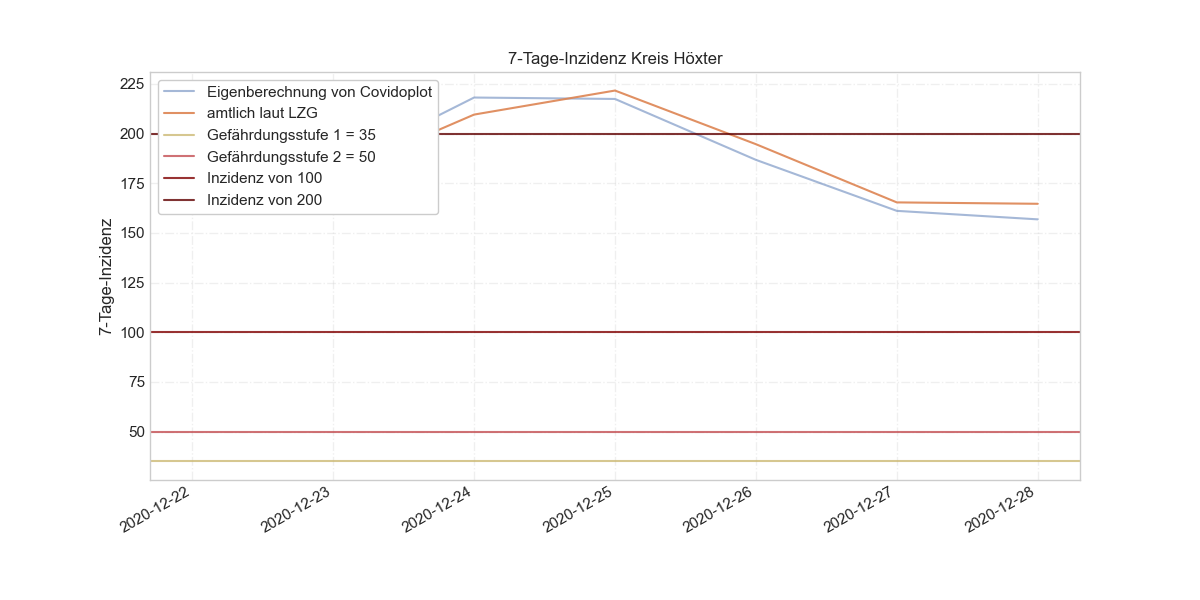 7-Tage-Inzidenz Kreis Höxter
Eigenberechnung von Covidoplot
amtlich laut LZG
Gefährdungsstufe 1 = 35
Gefährdungsstufe 2 = 50
Inzidenz von 100
Inzidenz von 200
7-Tage-Inzidenz
225
200
175
150
125
100
75
50
2020-12-22
2020-12-23
2020-12-24
2020-12-25
2020-12-26
2020-12-27
2020-12-28